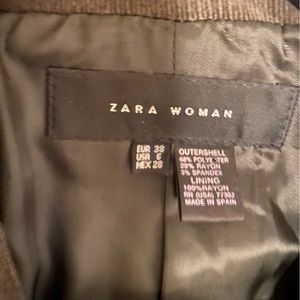 ZARA WOMAN
EUR 38
USA 6
MEX 28
OUTERSHELL
68% POLYESTER
29% RAYON
3% SPANDEX
LINING
100% RAYON
RN (USA) 77302
MADE IN SPAIN